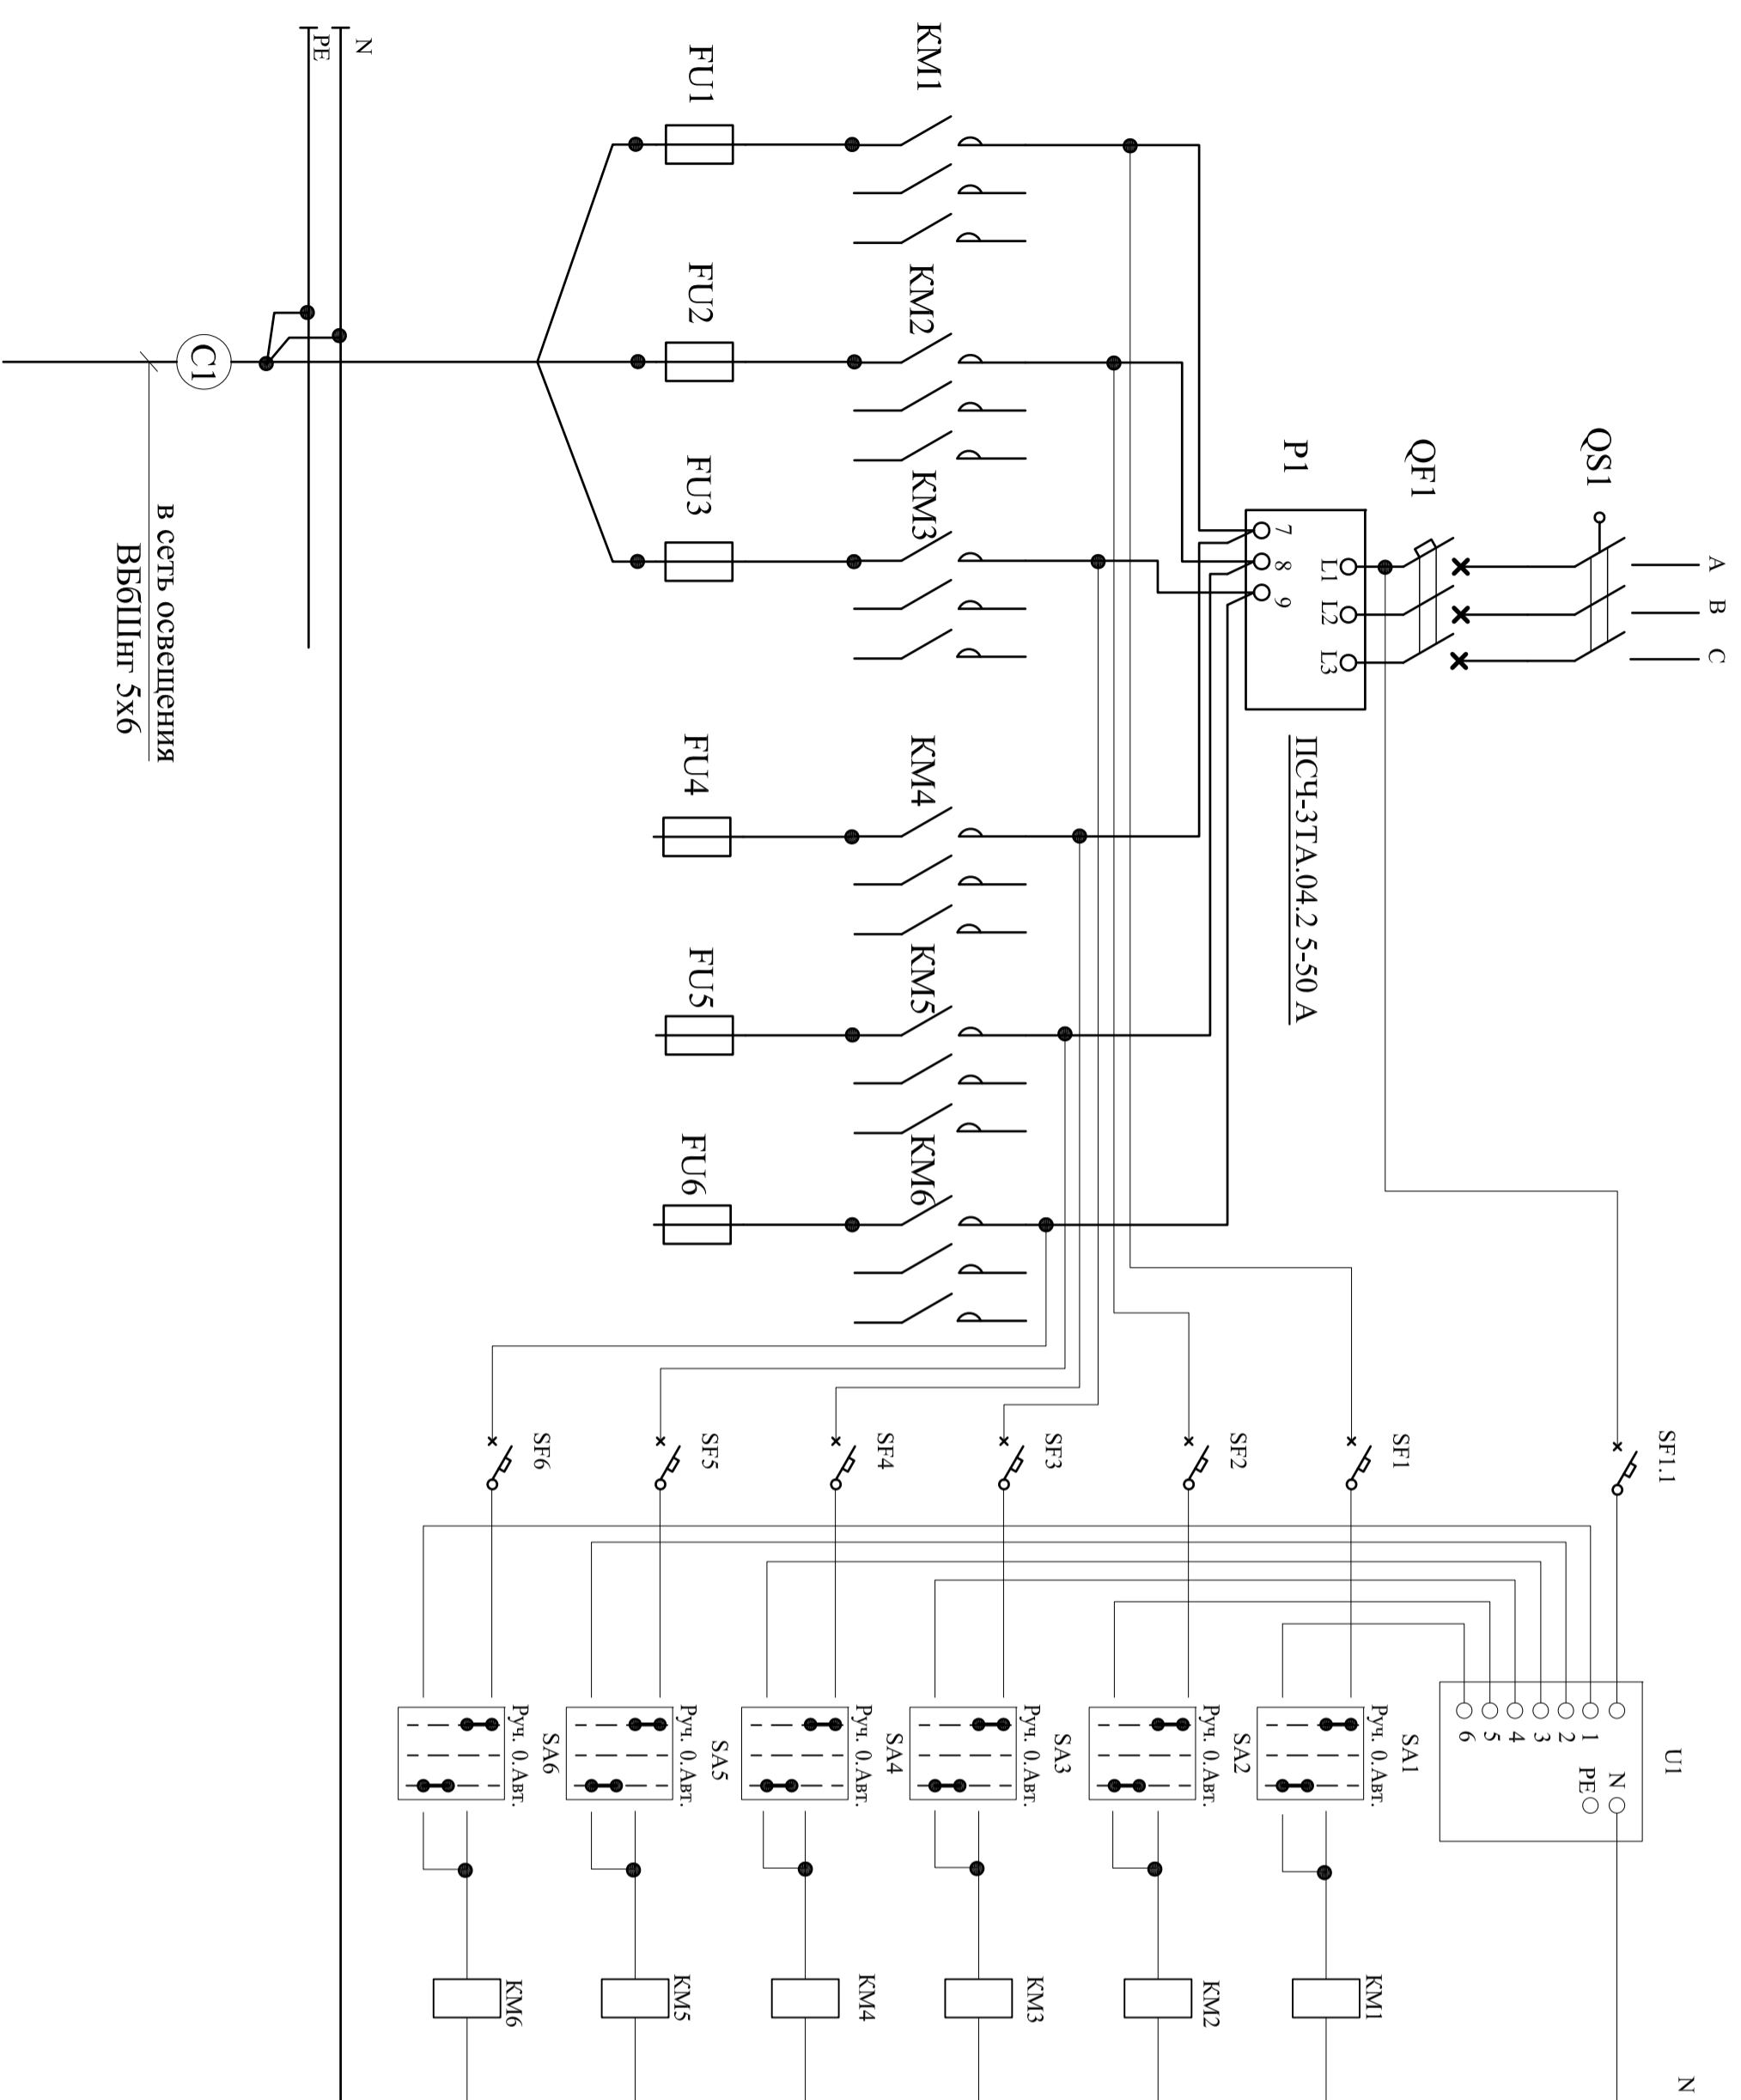 A
B
C
QS1
QF1
L1
L2
L3
P1
7
8
9
ПСЧ-3ТА.04.2 5-50 А
KM1
KM2
KM3
KM4
KM5
KM6
FU1
FU2
FU3
FU4
FU5
FU6
N
PE
C1
в сеть освещения
ВБбШнг 5х6
SF1.1
SF1
SF2
SF3
SF4
SF5
SF6
U1
N
PE
1
2
3
4
5
6
SA1
Руч. 0.Авт.
SA2
Руч. 0.Авт.
SA3
Руч. 0.Авт.
SA4
Руч. 0.Авт.
SA5
Руч. 0.Авт.
SA6
Руч. 0.Авт.
KM1
KM2
KM3
KM4
KM5
KM6
N